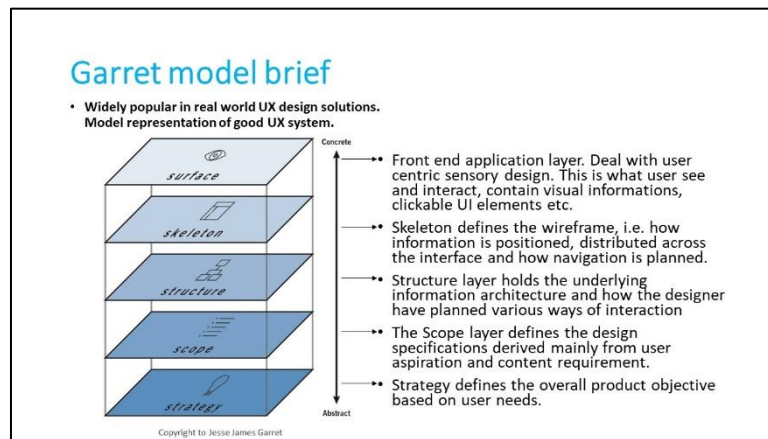 Garret model brief
• Widely popular in real world UX design solutions.
Model representation of good UX system.
Concrete
surface
skeleton
structure
scope
strategy
Abstract
• Front end application layer. Deal with user
centric sensory design. This is what user see
and interact, contain visual informations,
clickable UI elements etc.
• Skeleton defines the wireframe, i.e. how
information is positioned, distributed across
the interface and how navigation is planned.
• Structure layer holds the underlying
information architecture and how the designer
have planned various ways of interaction
• The Scope layer defines the design
specifications derived mainly from user
aspiration and content requirement.
• Strategy defines the overall product objective
based on user needs.
Copyright to Jesse James Garret